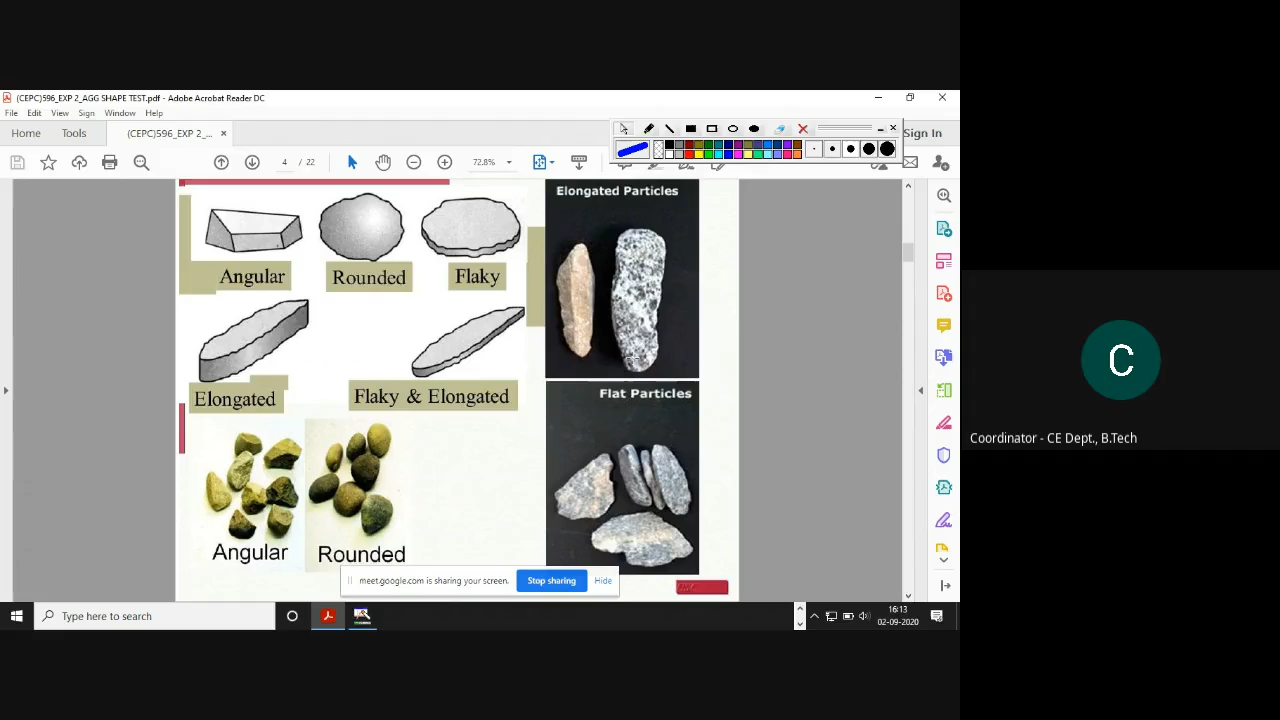 (CEPC)596_EXP 2_AGG SHAPE TEST.pdf - Adobe Acrobat Reader DC
File Edit View Sign Window Help
Home Tools (CEPC)596_EXP 2_... × Sign In
4 / 22 72.8%
Elongated Particles
Angular Rounded Flaky
Elongated Flaky & Elongated
Flat Particles
Angular Rounded
meet.google.com is sharing your screen. Stop sharing Hide
Type here to search
16:13
02-09-2020
C
Coordinator - CE Dept., B.Tech